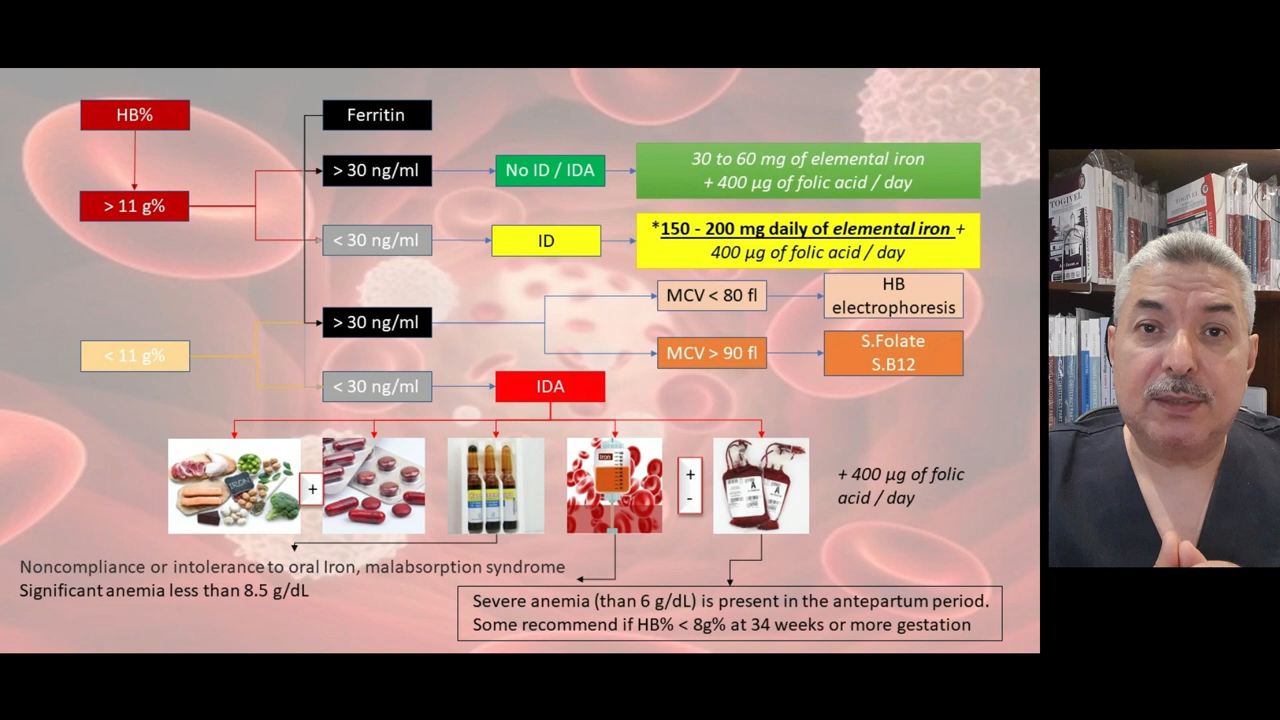 HB%
Ferritin
> 11 g%
> 30 ng/ml
No ID / IDA
30 to 60 mg of elemental iron
+ 400 µg of folic acid / day
< 30 ng/ml
ID
*150 - 200 mg daily of elemental iron +
400 µg of folic acid / day
< 11 g%
> 30 ng/ml
MCV < 80 fl
HB
electrophoresis
MCV > 90 fl
S.Folate
S.B12
< 30 ng/ml
IDA
IRON
+
Iron
+
-
A
A
+ 400 µg of folic
acid / day
Noncompliance or intolerance to oral Iron, malabsorption syndrome
Significant anemia less than 8.5 g/dL
Severe anemia (than 6 g/dL) is present in the antepartum period.
Some recommend if HB% < 8g% at 34 weeks or more gestation
TOGIVEL